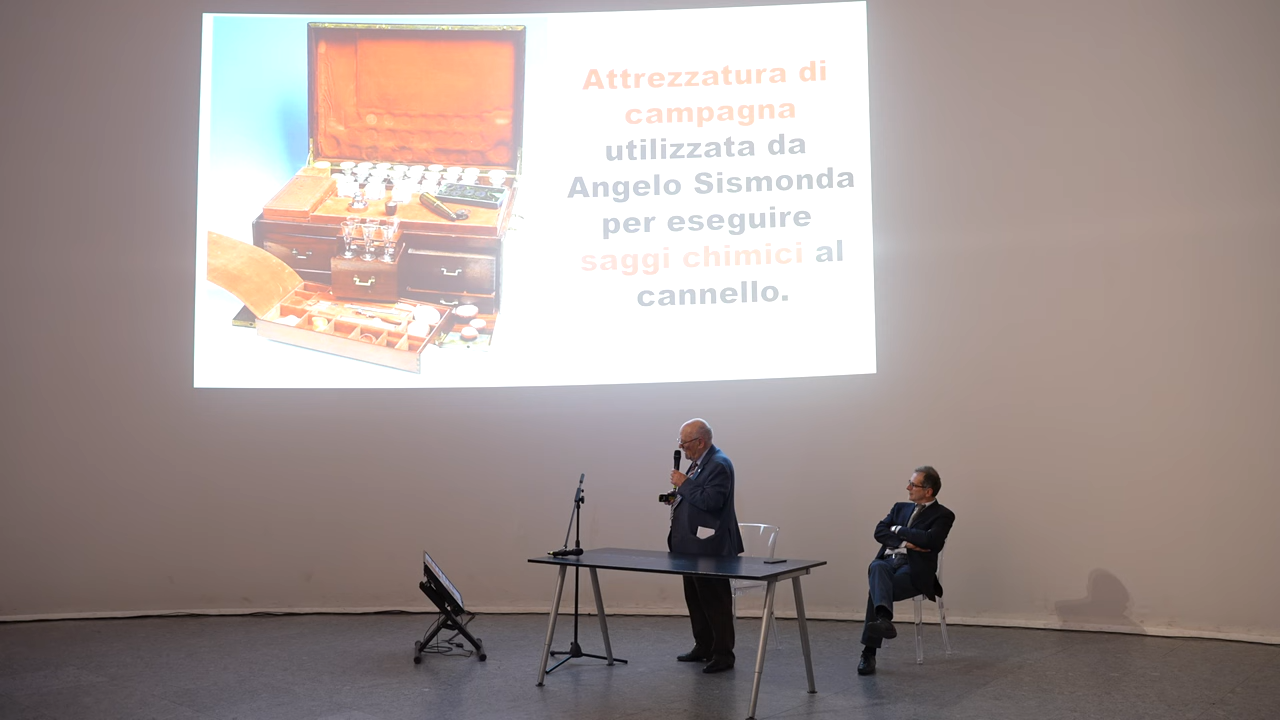 Attrezzatura di
campagna
utilizzata da
Angelo Sismonda
per eseguire
saggi chimici al
cannello.